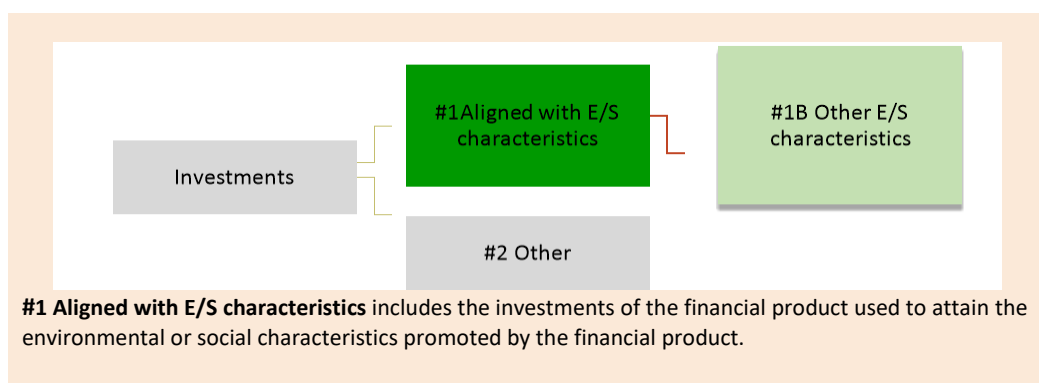 #1Aligned with E/S
characteristics
#1B Other E/S
characteristics
Investments
#2 Other
#1 Aligned with E/S characteristics includes the investments of the financial product used to attain the
environmental or social characteristics promoted by the financial product.